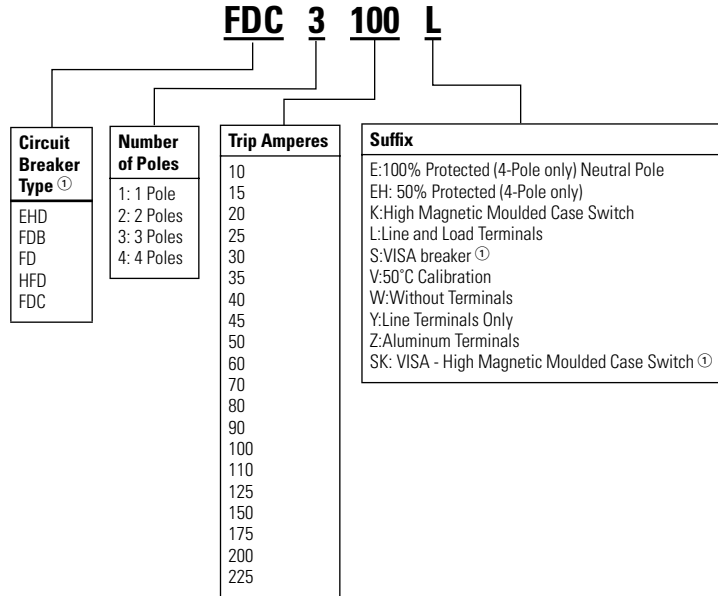 FDC 3 100 L
Circuit
Breaker
Type ①
EHD
FDB
FD
HFD
FDC
Number
of Poles
1: 1 Pole
2: 2 Poles
3: 3 Poles
4: 4 Poles
Trip Amperes
10
15
20
25
30
35
40
45
50
60
70
80
90
100
110
125
150
175
200
225
Suffix
E:100% Protected (4-Pole only) Neutral Pole
EH: 50% Protected (4-Pole only)
K:High Magnetic Moulded Case Switch
L:Line and Load Terminals
S:VISA breaker ①
V:50˚C Calibration
W:Without Terminals
Y:Line Terminals Only
Z:Aluminum Terminals
SK: VISA - High Magnetic Moulded Case Switch ①